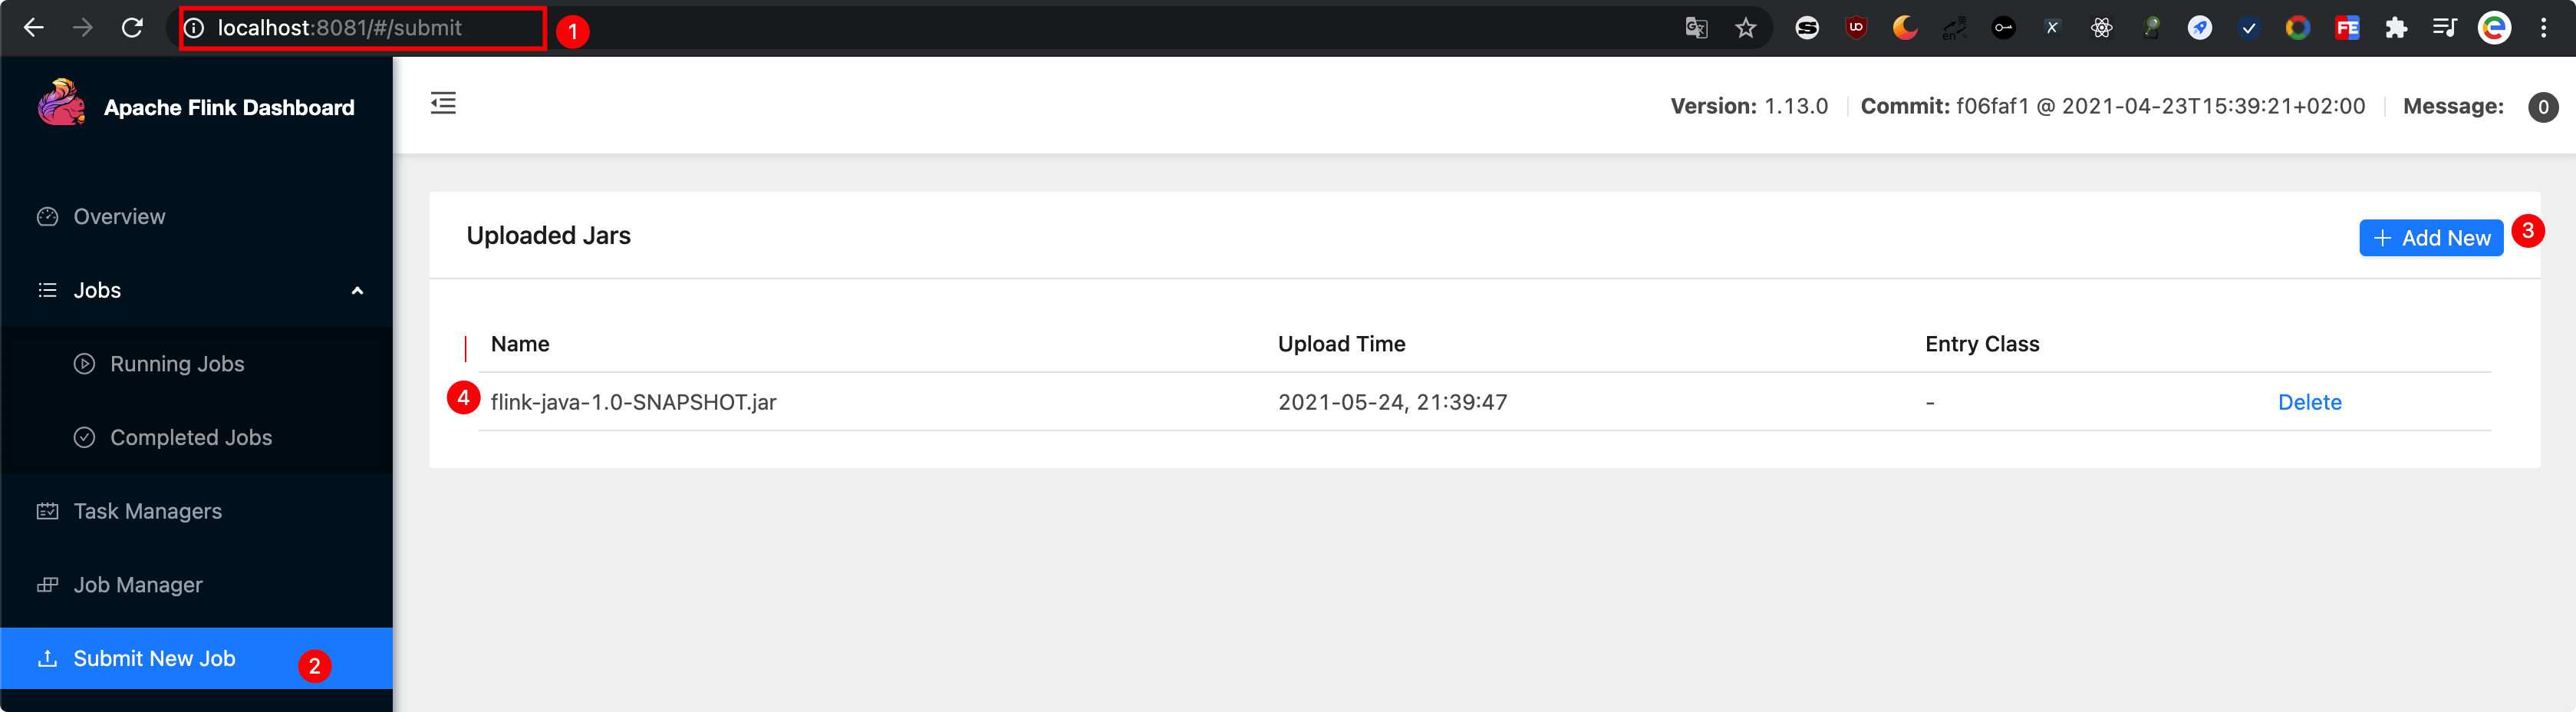 localhost:8081/#/submit 1
Apache Flink Dashboard
Version: 1.13.0 Commit: f06faf1 @ 2021-04-23T15:39:21+02:00 Message: 0
Overview
Jobs
Running Jobs
Completed Jobs
Task Managers
Job Manager
Submit New Job 2
Uploaded Jars
+ Add New 3
Name Upload Time Entry Class
4 flink-java-1.0-SNAPSHOT.jar 2021-05-24, 21:39:47 - Delete